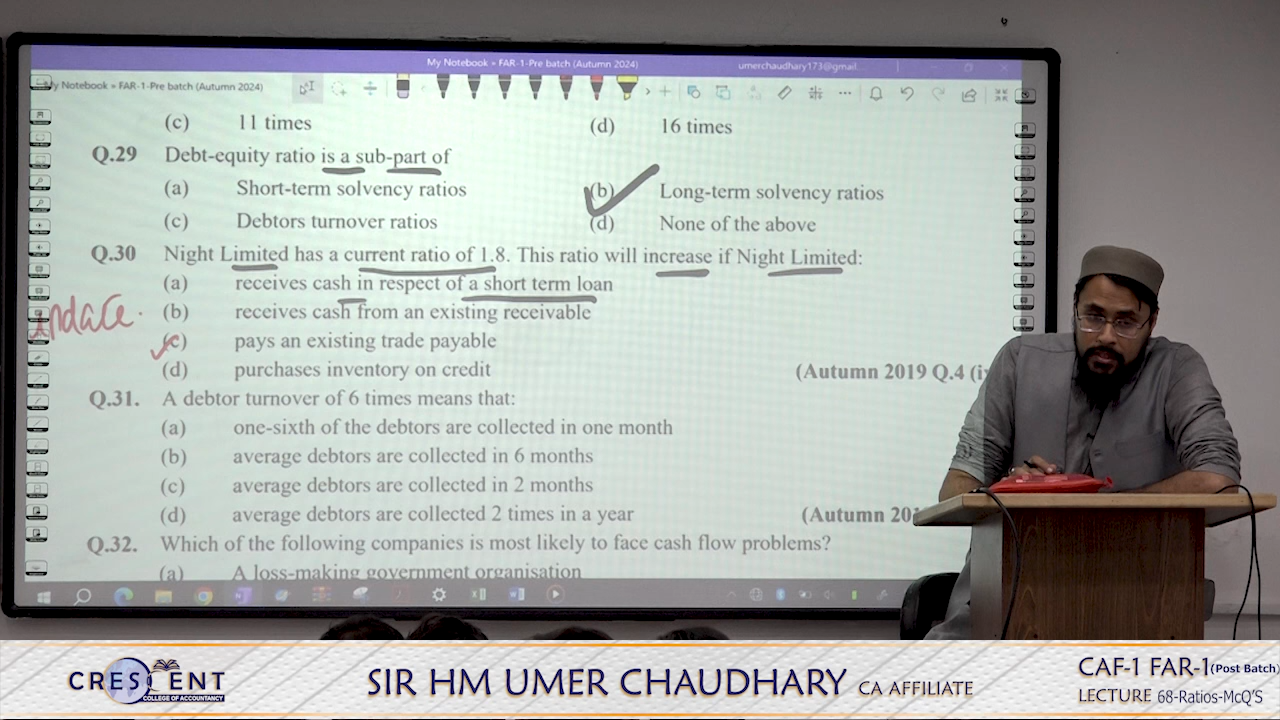 My Notebook » FAR-1-Pre batch (Autumn 2024)
umerchaudhary173@gmail...
My Notebook » FAR-1-Pre batch (Autumn 2024)
(c) 11 times (d) 16 times
Q.29 Debt-equity ratio is a sub-part of
(a) Short-term solvency ratios (b) Long-term solvency ratios
(c) Debtors turnover ratios (d) None of the above
Q.30 Night Limited has a current ratio of 1.8. This ratio will increase if Night Limited:
(a) receives cash in respect of a short term loan
(b) receives cash from an existing receivable
(c) pays an existing trade payable
(d) purchases inventory on credit (Autumn 2019 Q.4 (i
Q.31. A debtor turnover of 6 times means that:
(a) one-sixth of the debtors are collected in one month
(b) average debtors are collected in 6 months
(c) average debtors are collected in 2 months
(d) average debtors are collected 2 times in a year (Autumn 20
Q.32. Which of the following companies is most likely to face cash flow problems?
(a) A loss-making government organisation
CRESCENT
COLLEGE OF ACCOUNTANCY
SIR HM UMER CHAUDHARY CA AFFILIATE
CAF-1 FAR-1 (Post Batch)
LECTURE 68-Ratios-McQ'S